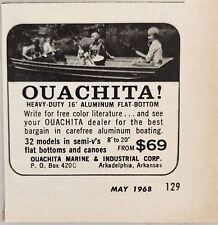 OUACHITA!
HEAVY-DUTY 16' ALUMINUM FLAT-BOTTOM
Write for free color literature . . . and see
your OUACHITA dealer for the best
bargain in carefree aluminum boating.
32 models in semi-v's 8' to 20'
flat bottoms and canoes FROM $69
OUACHITA MARINE & INDUSTRIAL CORP.
P. O. Box 420C Arkadelphia, Arkansas
MAY 1968 129